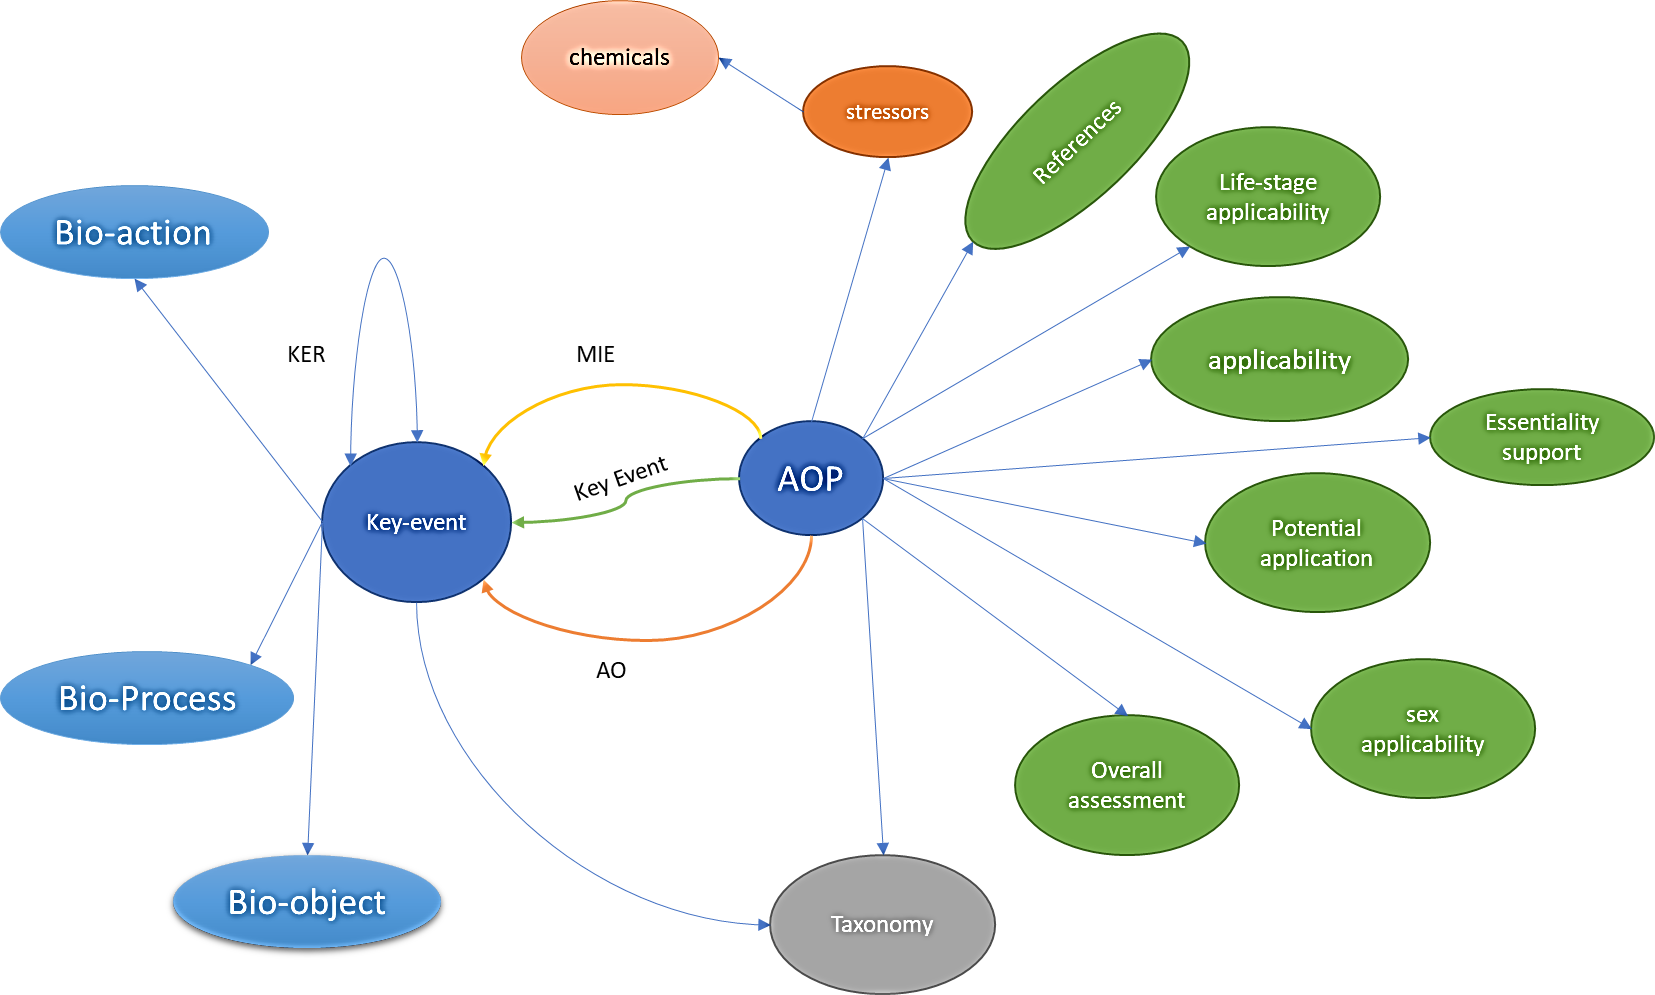 chemicals
stressors
References
Life-stage
applicability
Bio-action
KER
MIE
applicability
Essentiality
support
Key Event
AOP
Key-event
Potential
application
AO
Bio-Process
sex
applicability
Overall
assessment
Bio-object
Taxonomy